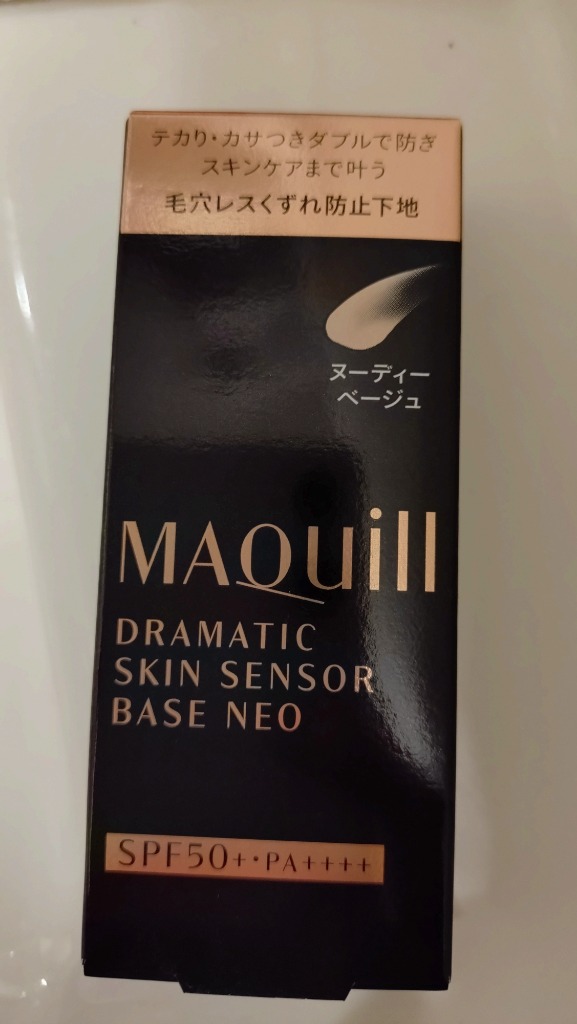 テカり・カサつきダブルで防ぎ
スキンケアまで叶う
毛穴レスくずれ防止下地
ヌーディー
ベージュ
MAQuill
DRAMATIC
SKIN SENSOR
BASE NEO
SPF50+・PA++++